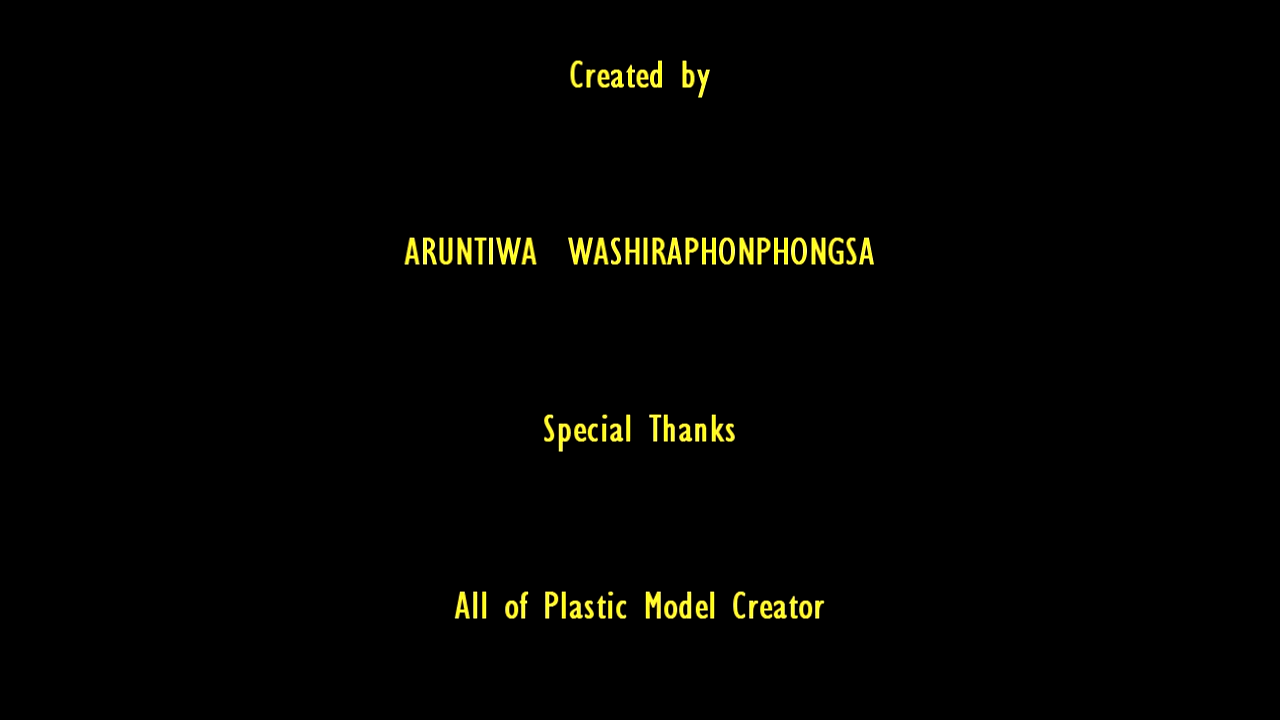 Created by
ARUNTIWA WASHIRAPHONPHONGSA
Special Thanks
All of Plastic Model Creator